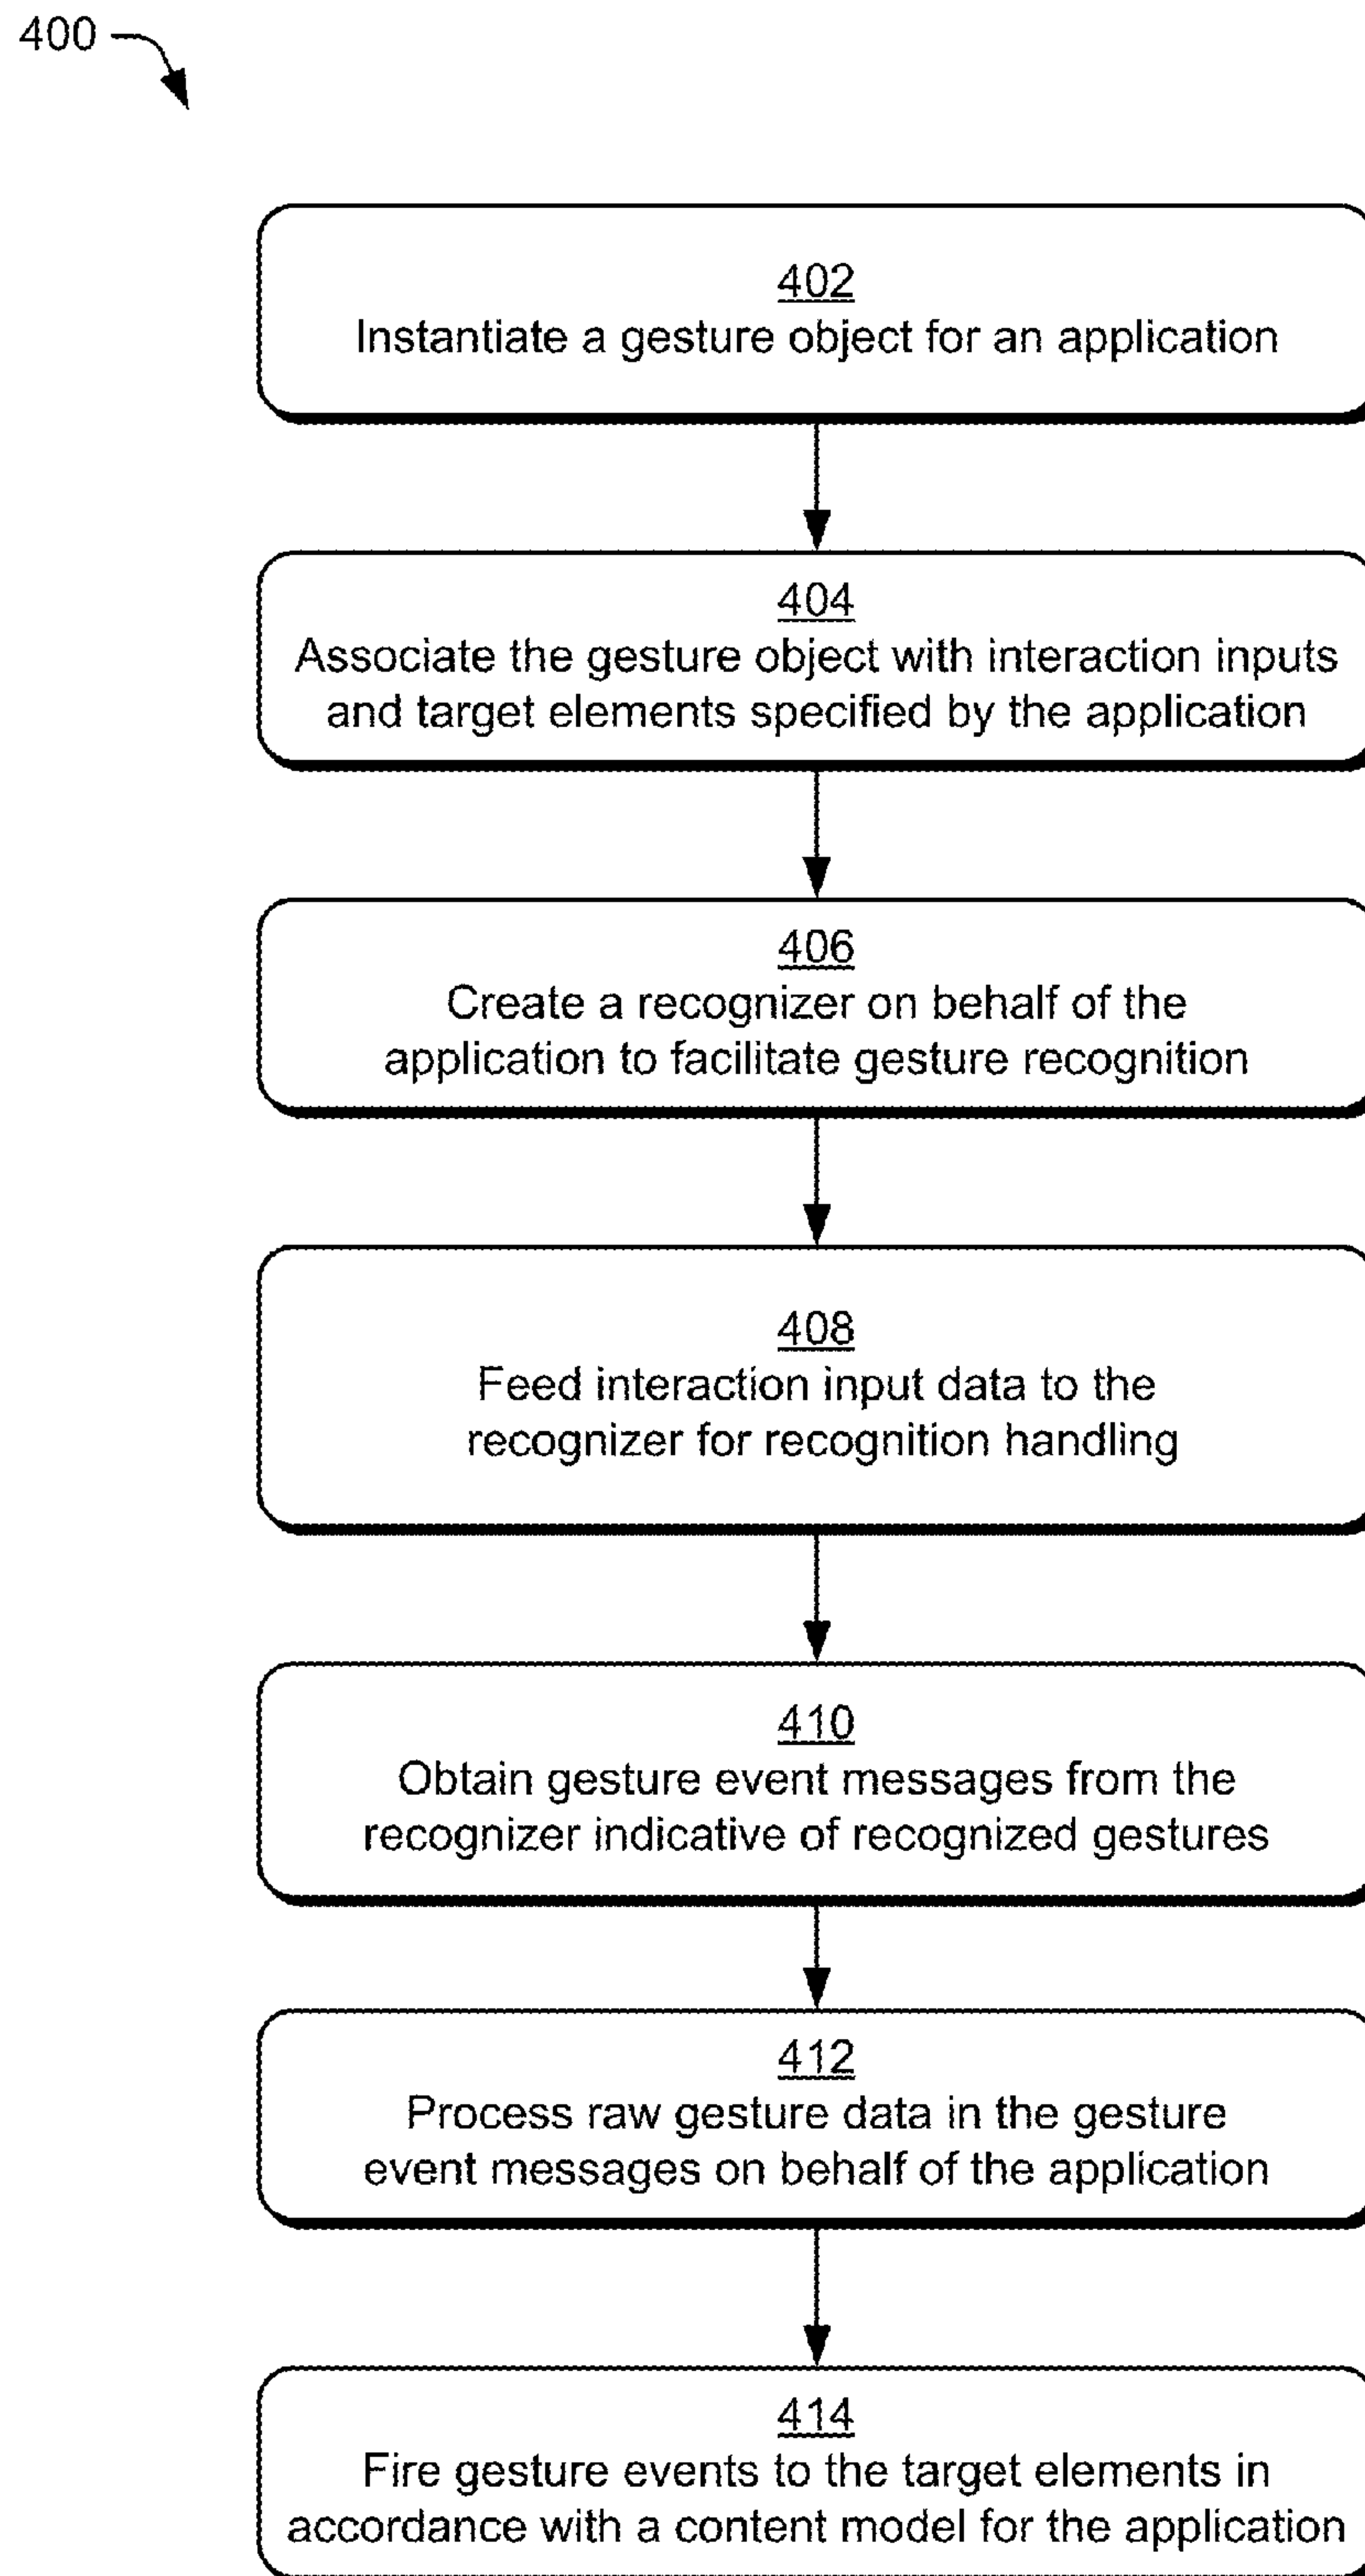 400
402
Instantiate a gesture object for an application
404
Associate the gesture object with interaction inputs
and target elements specified by the application
406
Create a recognizer on behalf of the
application to facilitate gesture recognition
408
Feed interaction input data to the
recognizer for recognition handling
410
Obtain gesture event messages from the
recognizer indicative of recognized gestures
412
Process raw gesture data in the gesture
event messages on behalf of the application
414
Fire gesture events to the target elements in
accordance with a content model for the application